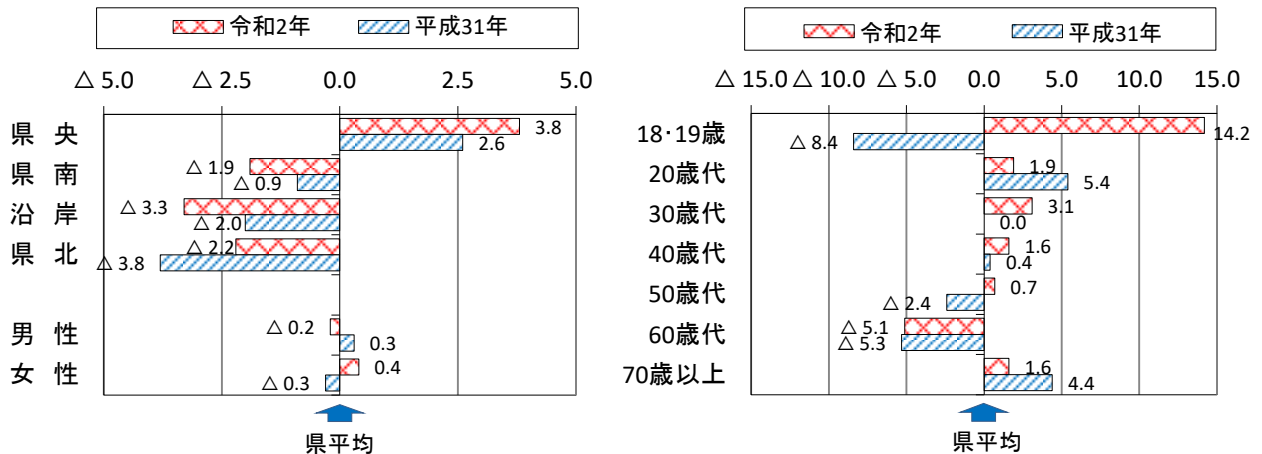 令和2年 平成31年
△ 5.0 △ 2.5 0.0 2.5 5.0
県 央 3.8
2.6
県 南 △ 1.9
△ 0.9
沿 岸 △ 3.3
△ 2.0
県 北 △ 2.2
△ 3.8
男 性 △ 0.2
0.3
女 性 0.4
△ 0.3
県平均
令和2年 平成31年
△ 15.0 △ 10.0 △ 5.0 0.0 5.0 10.0 15.0
18･19歳 14.2
△ 8.4
20歳代 1.9
5.4
30歳代 3.1
0.0
40歳代 1.6
0.4
50歳代 0.7
△ 2.4
60歳代 △ 5.1
△ 5.3
70歳以上 1.6
4.4
県平均